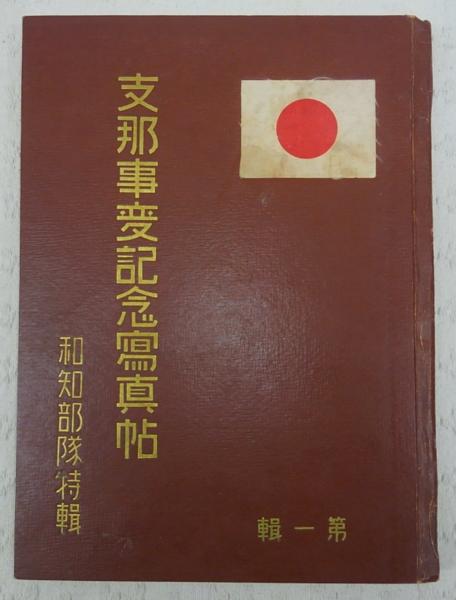 支那事変記念寫真帖
和知部隊特輯
輯一第